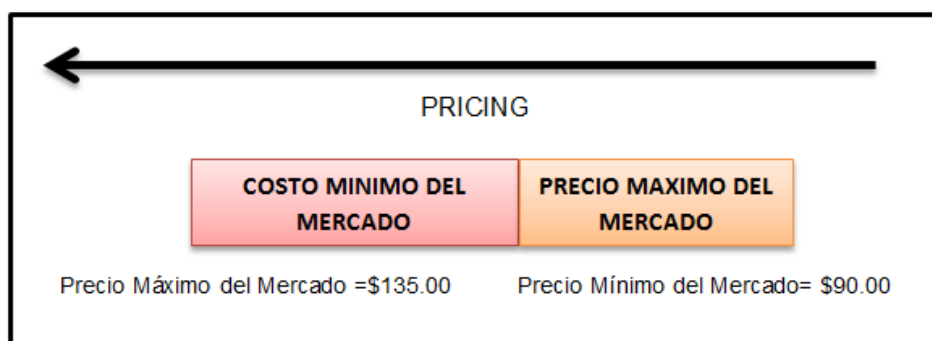 PRICING
COSTO MINIMO DEL
MERCADO
PRECIO MAXIMO DEL
MERCADO
Precio Máximo del Mercado =$135.00
Precio Mínimo del Mercado= $90.00